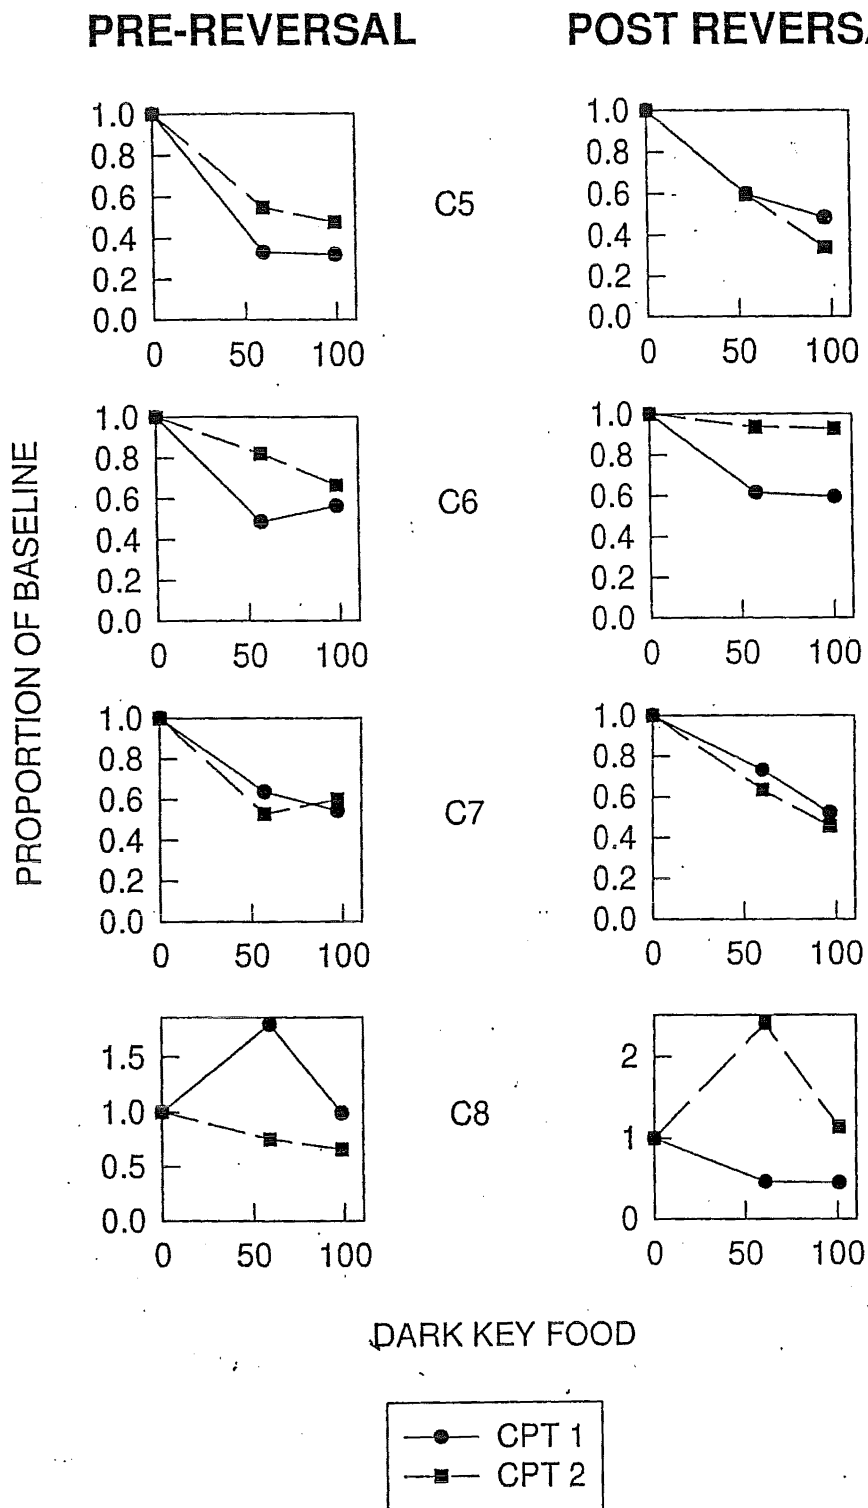 PRE-REVERSAL POST REVERSA
1.0 0.8 0.6 0.4 0.2 0.0
0 50 100
C5
1.0 0.8 0.6 0.4 0.2 0.0
0 50 100
1.0 0.8 0.6 0.4 0.2 0.0
0 50 100
C6
1.0 0.8 0.6 0.4 0.2 0.0
0 50 100
PROPORTION OF BASELINE
1.0 0.8 0.6 0.4 0.2 0.0
0 50 100
C7
1.0 0.8 0.6 0.4 0.2 0.0
0 50 100
1.5 1.0 0.5 0.0
0 50 100
C8
2 1 0
0 50 100
DARK KEY FOOD
CPT 1
CPT 2